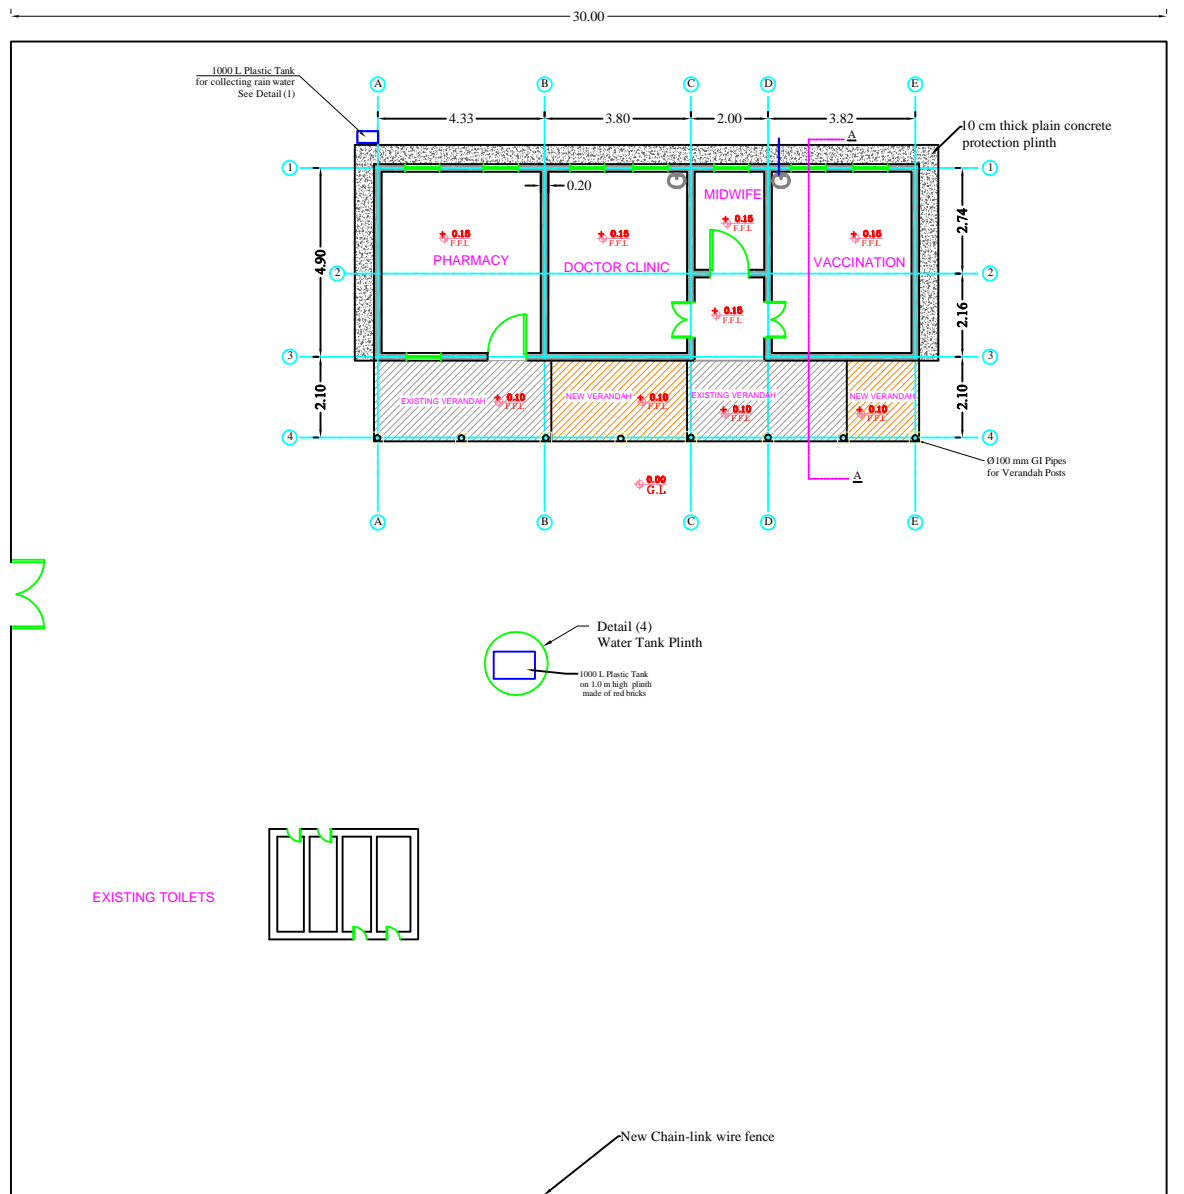 30.00
1000 L Plastic Tank
for collecting rain water
See Detail (1)
A
B
C
D
E
4.33
3.80
2.00
3.82
A
10 cm thick plain concrete
protection plinth
1
1
0.20
MIDWIFE
4.90
2.74
+ 0.15
F.F.L
+ 0.15
F.F.L
+ 0.15
F.F.L
+ 0.15
F.F.L
PHARMACY
DOCTOR CLINIC
VACCINATION
2
2
+ 0.15
F.F.L
2.16
3
3
2.10
2.10
EXISTING VERANDAH
+ 0.10
F.F.L
NEW VERANDAH
+ 0.10
F.F.L
EXISTING VERANDAH
+ 0.10
F.F.L
NEW VERANDAH
+ 0.10
F.F.L
4
4
Ø100 mm GI Pipes
for Verandah Posts
A
0.00
G.L
A
B
C
D
E
Detail (4)
Water Tank Plinth
1000 L Plastic Tank
on 1.0 m high plinth
made of red bricks
EXISTING TOILETS
New Chain-link wire fence